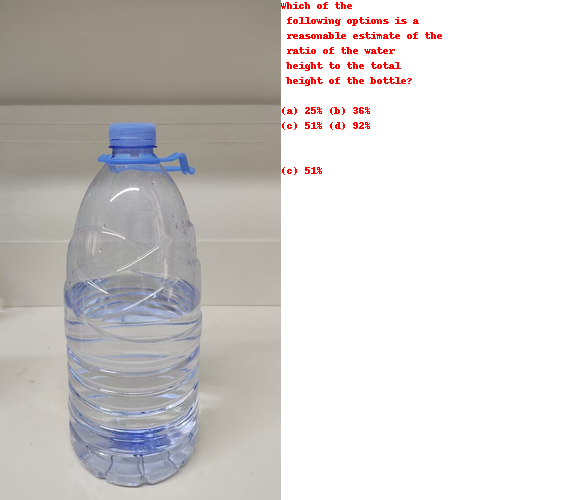 Which of the
following options is a
reasonable estimate of the
ratio of the water
height to the total
height of the bottle?
(a) 25% (b) 36%
(c) 51% (d) 92%
(c) 51%